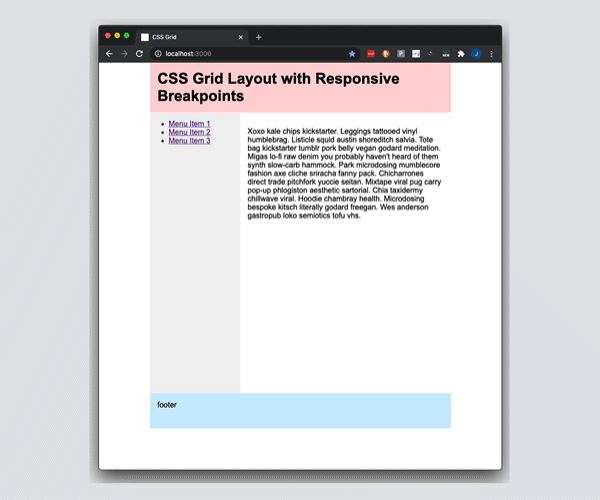 CSS Grid
localhost:3000
CSS Grid Layout with Responsive
Breakpoints
Menu Item 1
Menu Item 2
Menu Item 3
Xoxo kale chips kickstarter. Leggings tattooed vinyl
humblebrag. Listicle squid austin shoreditch salvia. Tote
bag kickstarter tumblr pork belly vegan godard meditation.
Migas lo-fi raw denim you probably haven't heard of them
synth slow-carb hammock. Park microdosing mumblecore
fashion axe cliche sriracha fanny pack. Chicharrones
direct trade pitchfork yuccie seitan. Mixtape viral pug carry
pop-up phlogiston aesthetic sartorial. Chia taxidermy
chillwave viral. Hoodie chambray health. Microdosing
bespoke kitsch literally godard freegan. Wes anderson
gastropub loko semiotics tofu vhs.
footer